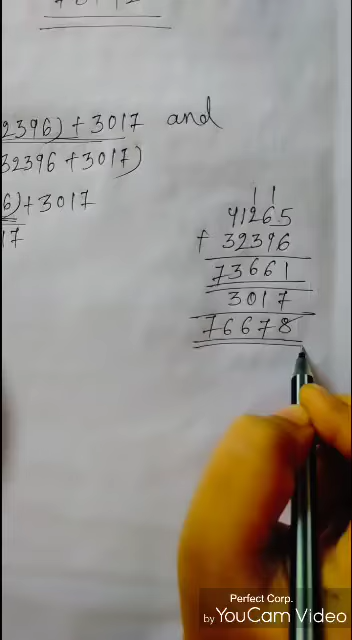 2396) + 3017 and
32396 + 3017)
6) + 3017
17
11
41265
+ 32396
73661
3017
76678
Perfect Corp.
by YouCam Video